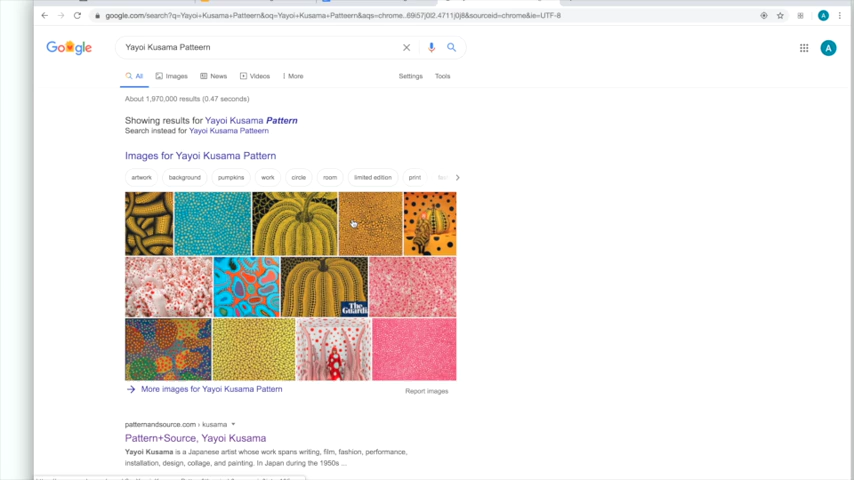 google.com/search?q=Yayoi+Kusama+Patteern&oq=Yayoi+Kusama+Patteern&aqs=chrome..69i57j0l2.4711j0j8&sourceid=chrome&ie=UTF-8
A
Google
Yayoi Kusama Patteern
A
All
Images
News
Videos
More
Settings
Tools
About 1,970,000 results (0.47 seconds)
Showing results for Yayoi Kusama Pattern
Search instead for Yayoi Kusama Patteern
Images for Yayoi Kusama Pattern
artwork
background
pumpkins
work
circle
room
limited edition
print
The
Guardi
More images for Yayoi Kusama Pattern
Report images
patternandsource.com › kusama
Pattern+Source, Yayoi Kusama
Yayoi Kusama is a Japanese artist whose work spans writing, film, fashion, performance,
installation, design, collage, and painting. In Japan during the 1950s ...